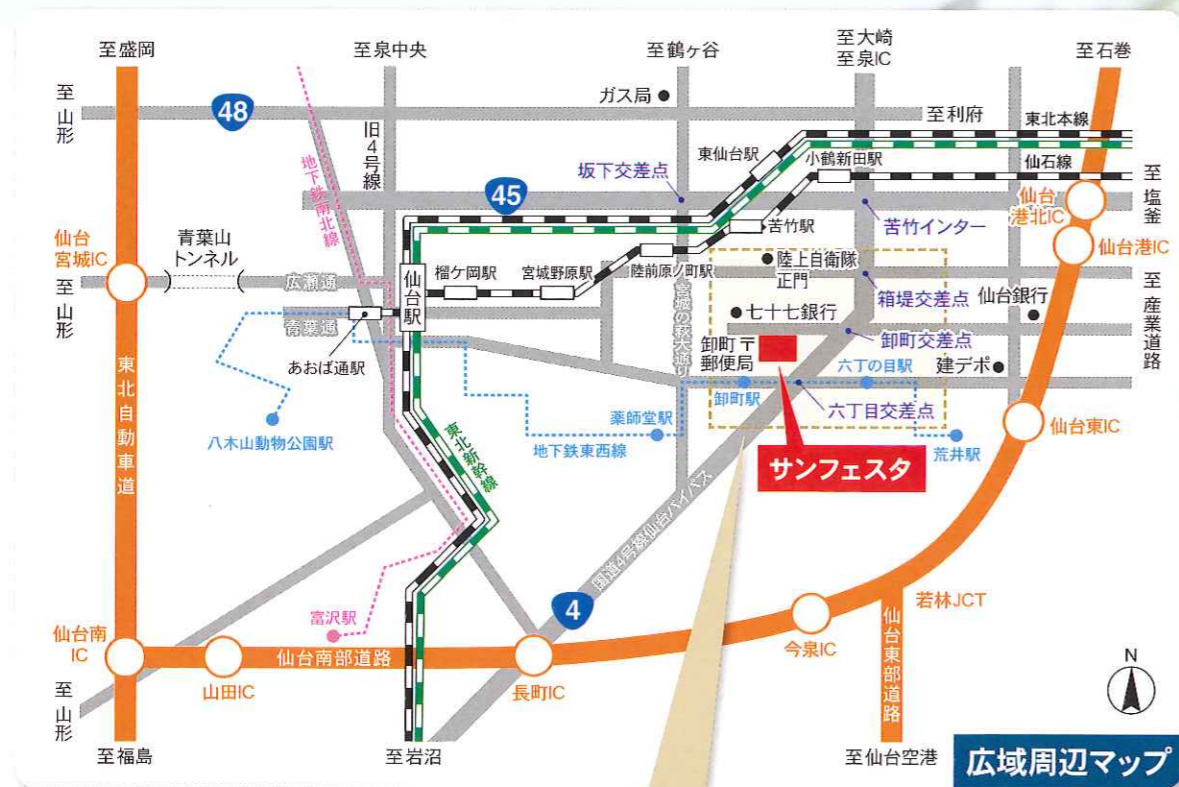 至盛岡
至泉中央
至鶴ヶ谷
至大崎
至泉IC
至石巻
至山形
48
ガス局
至利府
東北本線
旧4号線
地下鉄南北線
東仙台駅
小鶴新田駅
仙石線
坂下交差点
45
至塩釜
仙台
港北IC
苦竹インター
苦竹駅
仙台
宮城IC
青葉山
トンネル
仙台港IC
広瀬通
仙台駅
榴ケ岡駅
宮城野原駅
陸前原ノ町駅
陸上自衛隊
正門
至山形
箱堤交差点
仙台銀行
至産業道路
青葉通
宮城の萩大通り
七十七銀行
卸町交差点
あおば通駅
卸町〒
郵便局
六丁の目駅
建デポ
東北自動車道
卸町駅
六丁目交差点
八木山動物公園駅
薬師堂駅
地下鉄東西線
仙台東IC
荒井駅
東北新幹線
サンフェスタ
国道4号線仙台バイパス
4
若林JCT
富沢駅
仙台南
IC
仙台南部道路
今泉IC
仙台東部道路
山田IC
長町IC
N
至山形
至福島
至岩沼
至仙台空港
広域周辺マップ